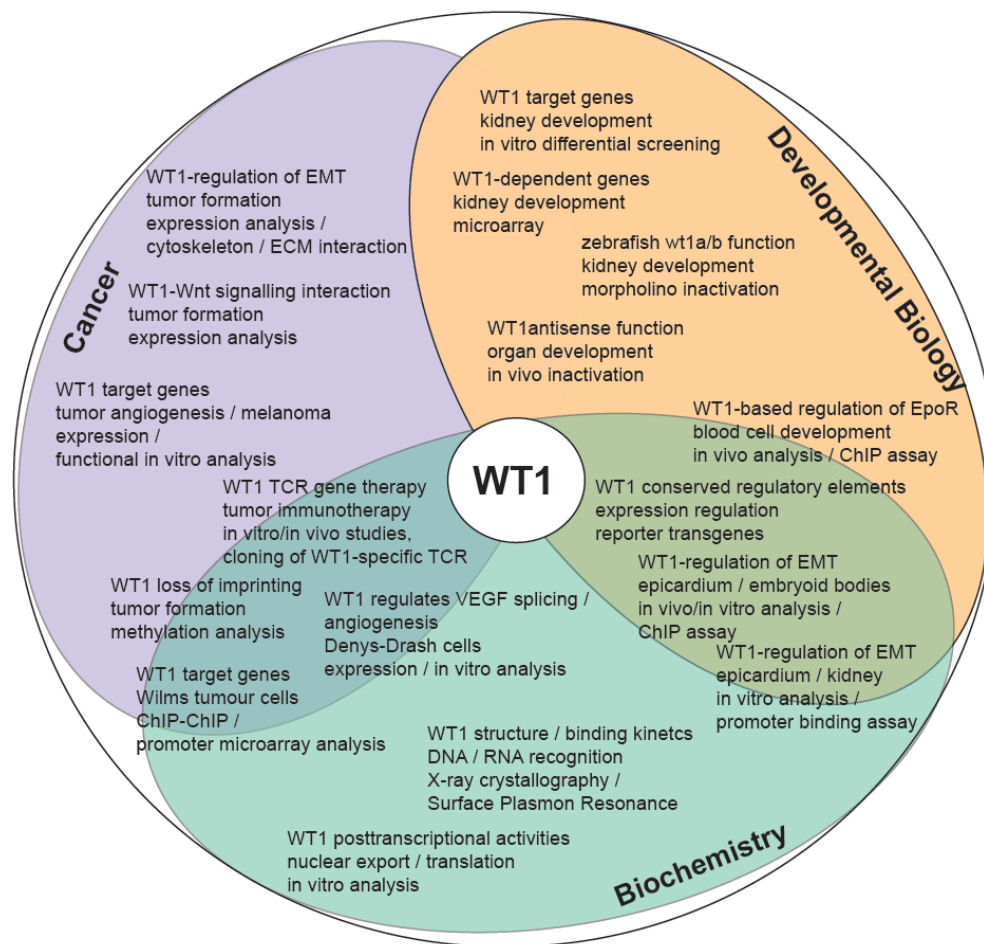 WT1 target genes
kidney development
in vitro differential screening
WT1-dependent genes
kidney development
microarray
zebrafish wt1a/b function
kidney development
morpholino inactivation
WT1antisense function
organ development
in vivo inactivation
Developmental Biology
WT1-regulation of EMT
tumor formation
expression analysis /
cytoskeleton / ECM interaction
Cancer
WT1-Wnt signalling interaction
tumor formation
expression analysis
WT1 target genes
tumor angiogenesis / melanoma
expression /
functional in vitro analysis
WT1
WT1-based regulation of EpoR
blood cell development
in vivo analysis / ChIP assay
WT1 conserved regulatory elements
expression regulation
reporter transgenes
WT1-regulation of EMT
epicardium / embryoid bodies
in vivo/in vitro analysis /
ChIP assay
WT1-regulation of EMT
epicardium / kidney
in vitro analysis /
promoter binding assay
WT1 TCR gene therapy
tumor immunotherapy
in vitro/in vivo studies,
cloning of WT1-specific TCR
WT1 loss of imprinting
tumor formation
methylation analysis
WT1 regulates VEGF splicing /
angiogenesis
Denys-Drash cells
expression / in vitro analysis
WT1 target genes
Wilms tumour cells
ChIP-ChIP /
promoter microarray analysis
WT1 structure / binding kinetcs
DNA / RNA recognition
X-ray crystallography /
Surface Plasmon Resonance
WT1 posttranscriptional activities
nuclear export / translation
in vitro analysis
Biochemistry